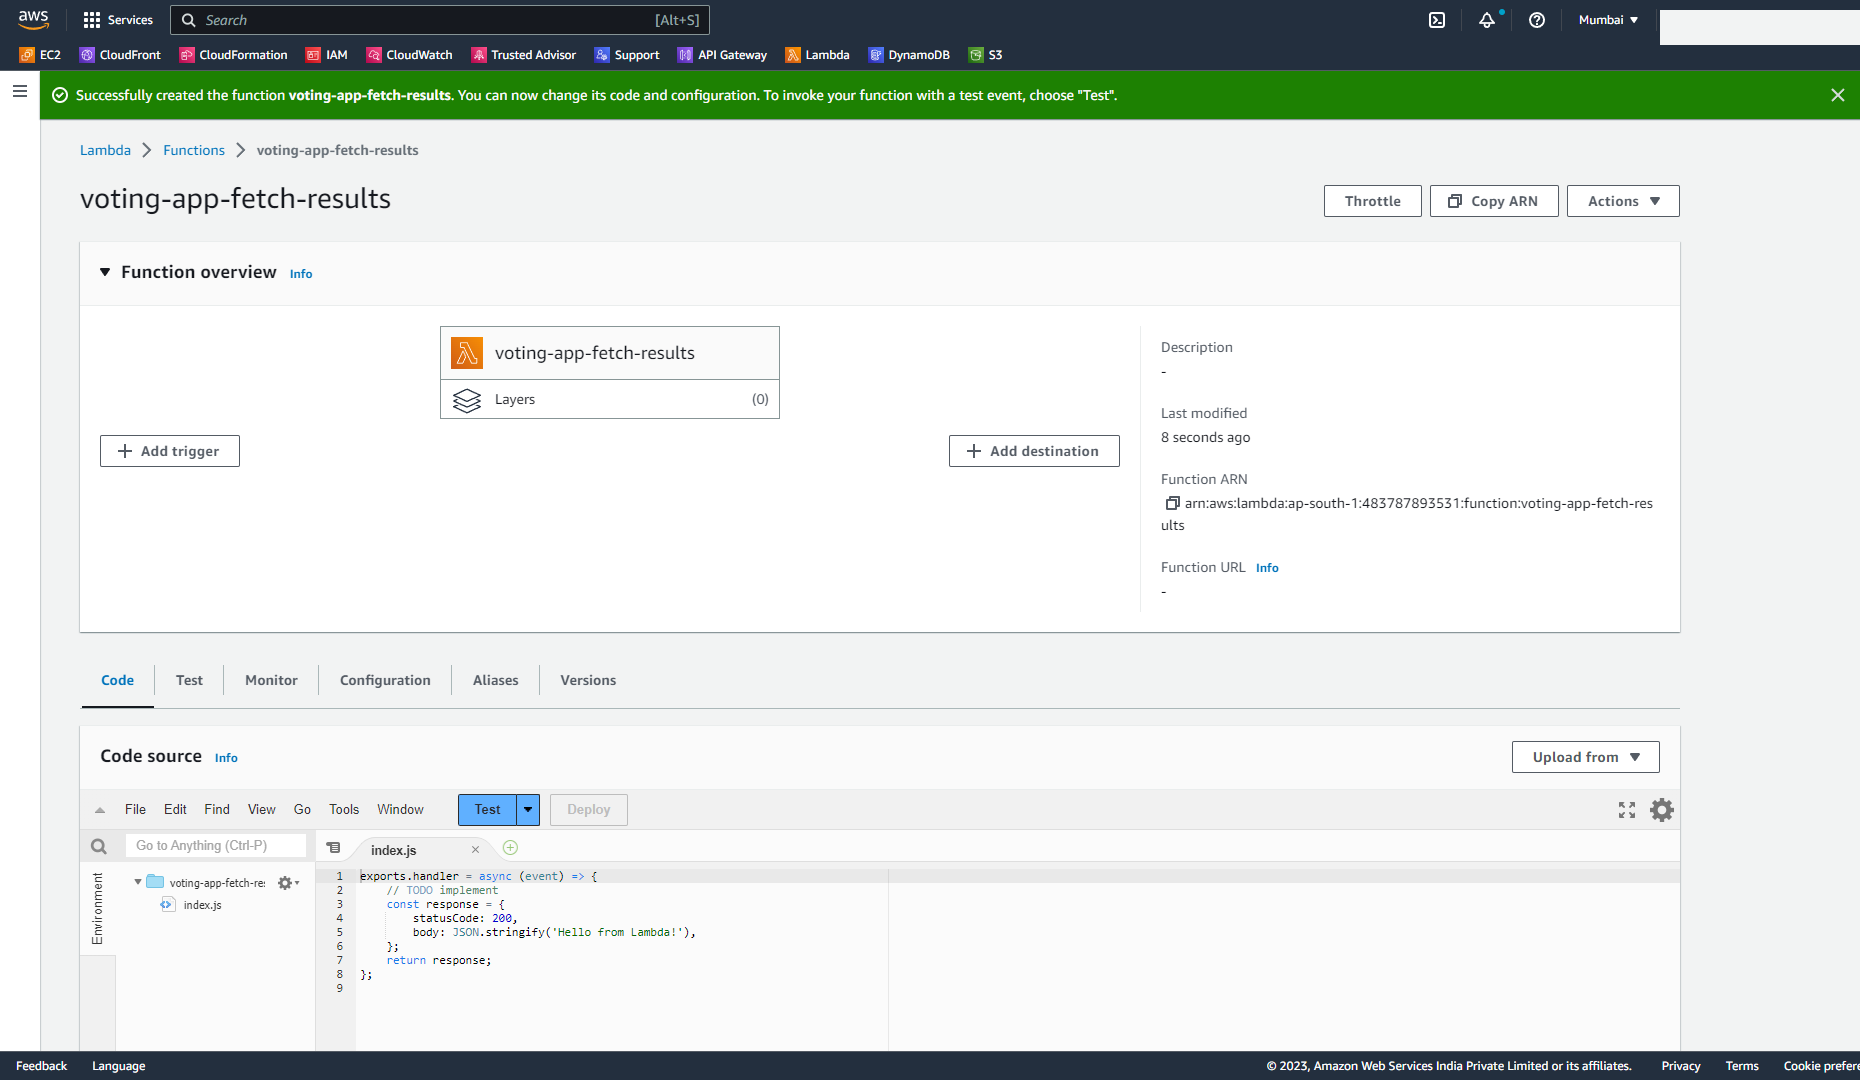 aws Services Search [Alt+S] Mumbai
EC2 CloudFront CloudFormation IAM CloudWatch Trusted Advisor Support API Gateway Lambda DynamoDB S3
Successfully created the function voting-app-fetch-results. You can now change its code and configuration. To invoke your function with a test event, choose "Test".
Lambda Functions voting-app-fetch-results
voting-app-fetch-results
Throttle Copy ARN Actions
Function overview Info
voting-app-fetch-results
Layers (0)
Add trigger
Add destination
Description
-
Last modified
8 seconds ago
Function ARN
arn:aws:lambda:ap-south-1:483787893531:function:voting-app-fetch-res
ults
Function URL Info
-
Code Test Monitor Configuration Aliases Versions
Code source Info
Upload from
File Edit Find View Go Tools Window Test Deploy
Go to Anything (Ctrl-P)
index.js
Environment
voting-app-fetch-re
index.js
1 exports.handler = async (event) => {
2 // TODO implement
3 const response = {
4 statusCode: 200,
5 body: JSON.stringify('Hello from Lambda!'),
6 };
7 return response;
8 };
9
Feedback Language © 2023, Amazon Web Services India Private Limited or its affiliates. Privacy Terms Cookie prefere